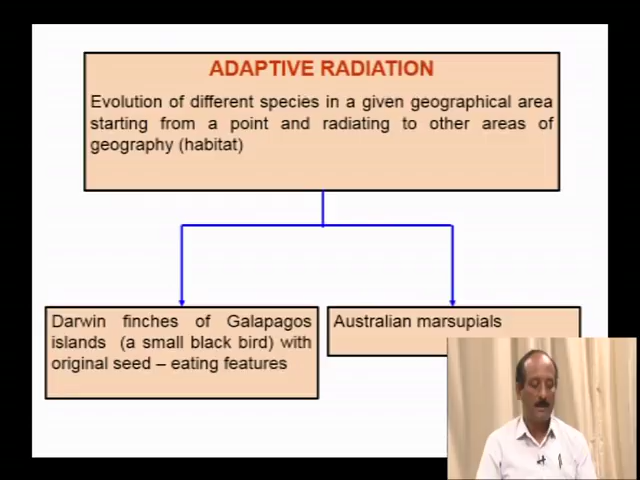 ADAPTIVE RADIATION
Evolution of different species in a given geographical area
starting from a point and radiating to other areas of
geography (habitat)
Darwin finches of Galapagos
islands (a small black bird) with
original seed – eating features
Australian marsupials